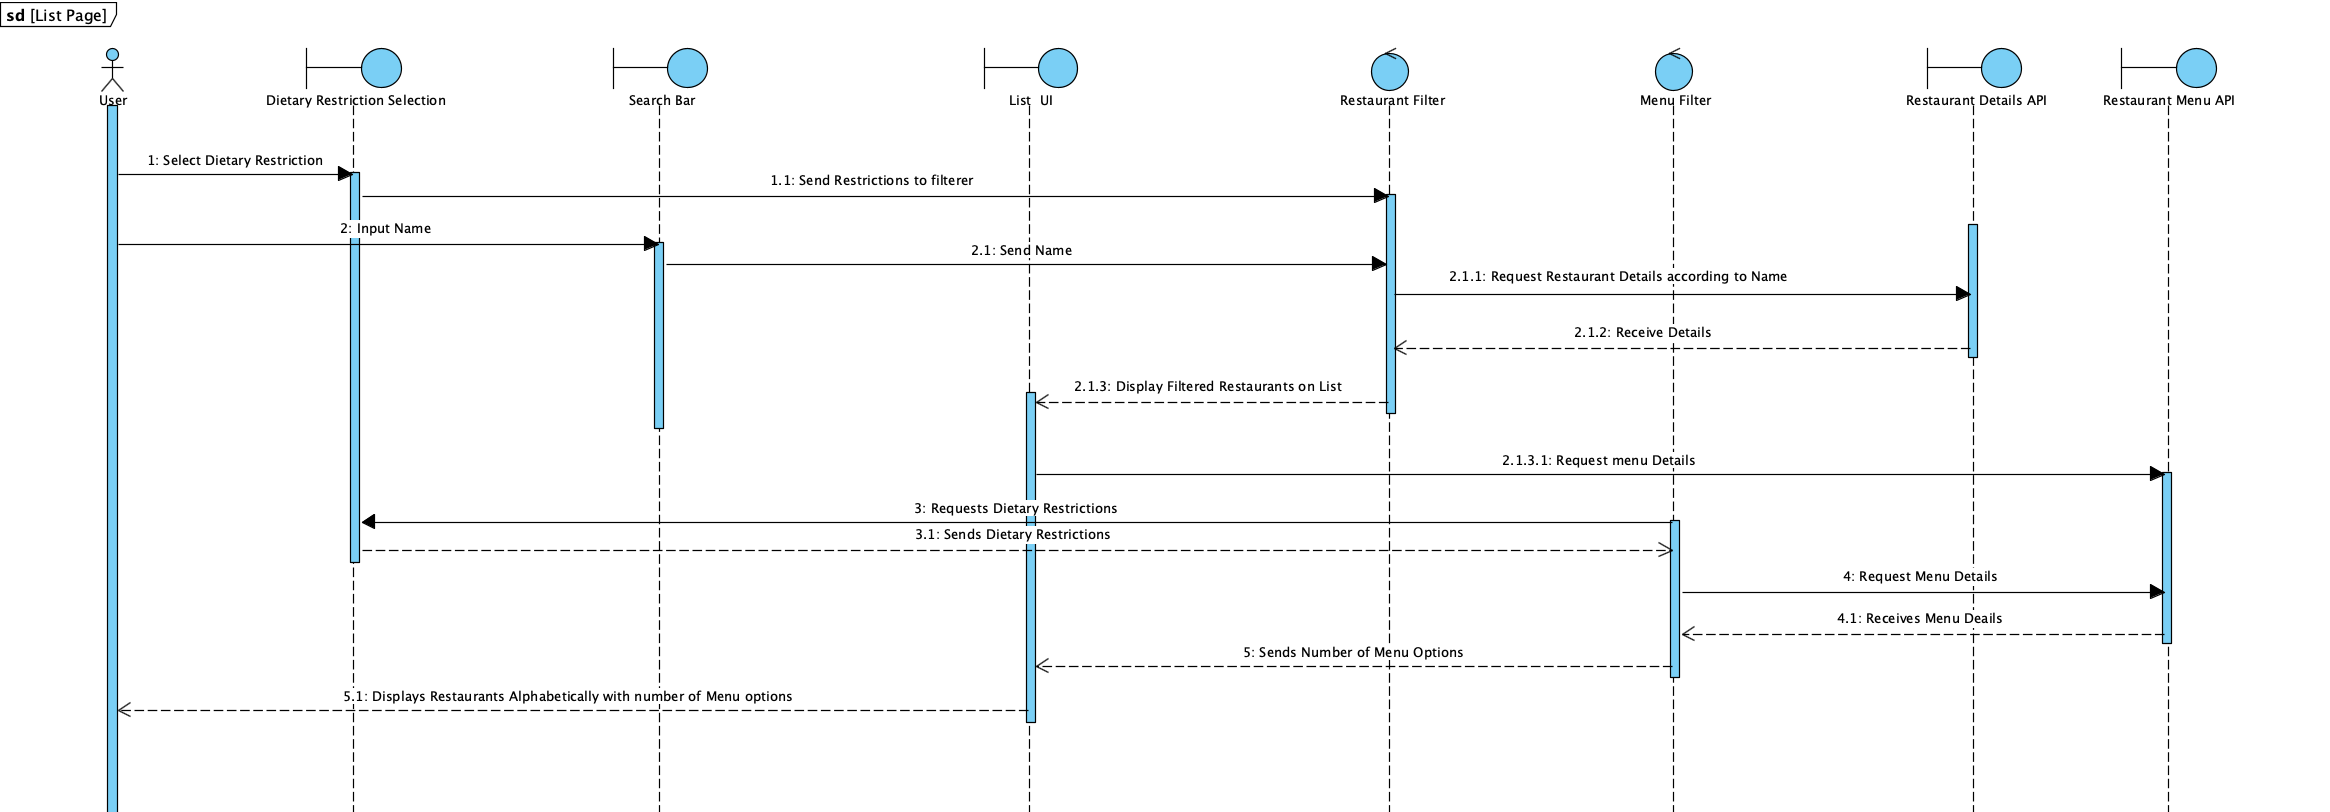 sd [List Page]
User
Dietary Restriction Selection
Search Bar
List UI
Restaurant Filter
Menu Filter
Restaurant Details API
Restaurant Menu API
1: Select Dietary Restriction
1.1: Send Restrictions to filterer
2: Input Name
2.1: Send Name
2.1.1: Request Restaurant Details according to Name
2.1.2: Receive Details
2.1.3: Display Filtered Restaurants on List
2.1.3.1: Request menu Details
3: Requests Dietary Restrictions
3.1: Sends Dietary Restrictions
4: Request Menu Details
4.1: Receives Menu Deails
5: Sends Number of Menu Options
5.1: Displays Restaurants Alphabetically with number of Menu options